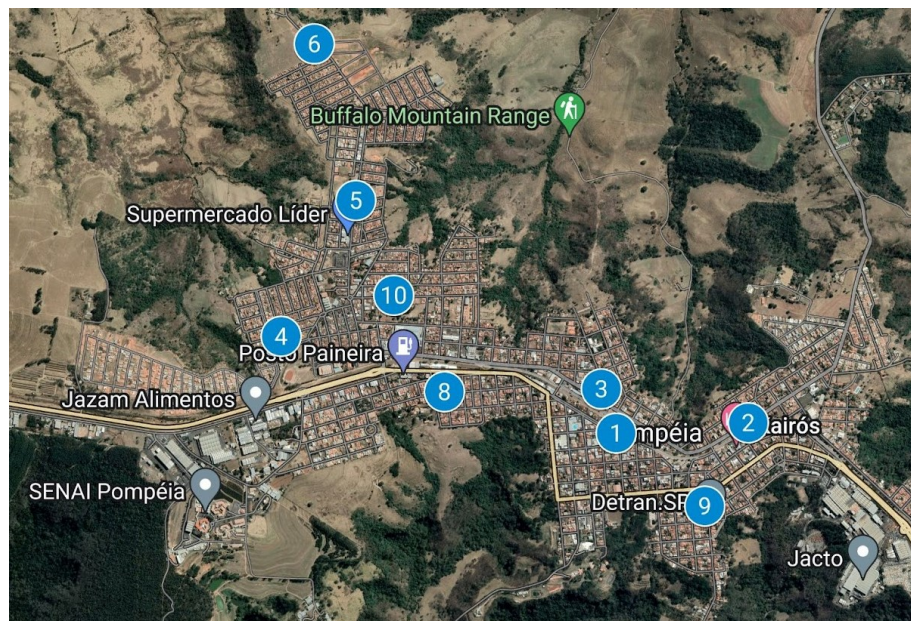 6
Buffalo Mountain Range
5
Supermercado Líder
10
4
Posto Paineira
8
3
Jazam Alimentos
1
mpéia
2
airós
SENAI Pompéia
Detran.SP
9
Jacto